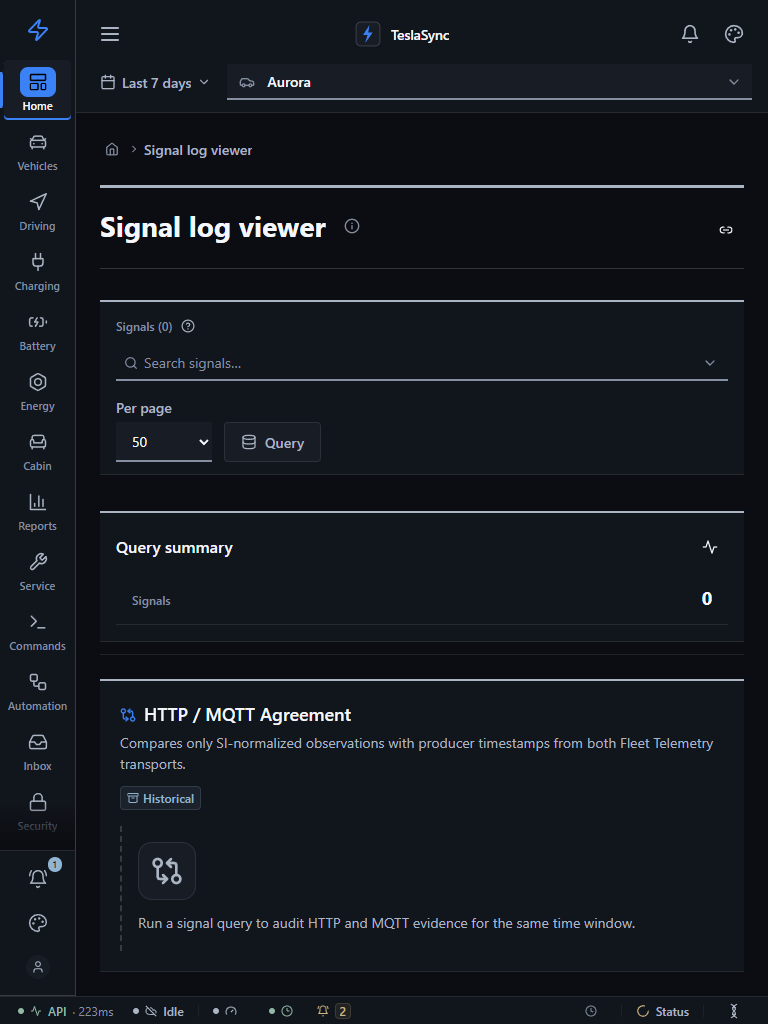 TeslaSync
Last 7 days
Aurora
Home
Vehicles
Driving
Charging
Battery
Energy
Cabin
Reports
Service
Commands
Automation
Inbox
Security
1
Signal log viewer
Signal log viewer
Signals (0)
Search signals...
Per page
50
Query
Query summary
Signals
0
HTTP / MQTT Agreement
Compares only SI-normalized observations with producer timestamps from both Fleet Telemetry
transports.
Historical
Run a signal query to audit HTTP and MQTT evidence for the same time window.
API · 223ms
Idle
2
Status